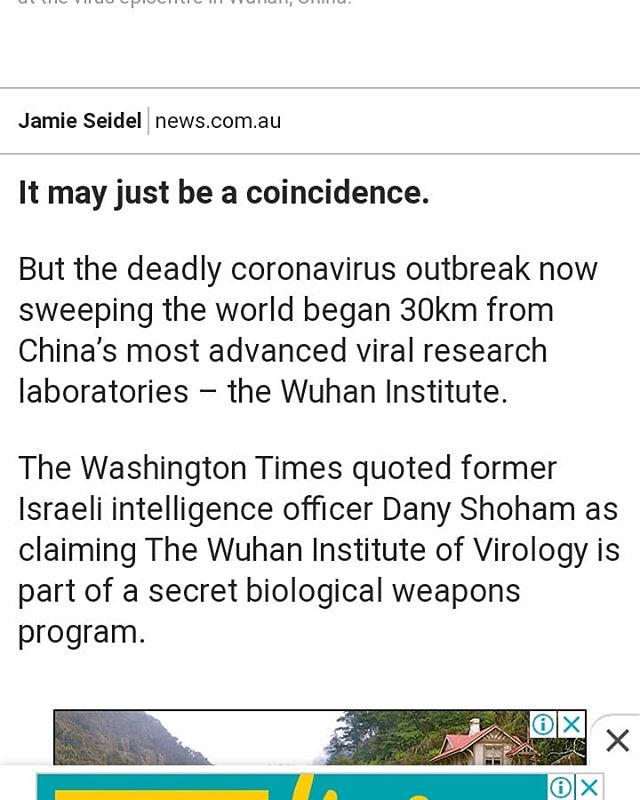 at the virus epicentre in Wuhan, China.
Jamie Seidel | news.com.au
It may just be a coincidence.
But the deadly coronavirus outbreak now
sweeping the world began 30km from
China’s most advanced viral research
laboratories – the Wuhan Institute.
The Washington Times quoted former
Israeli intelligence officer Dany Shoham as
claiming The Wuhan Institute of Virology is
part of a secret biological weapons
program.